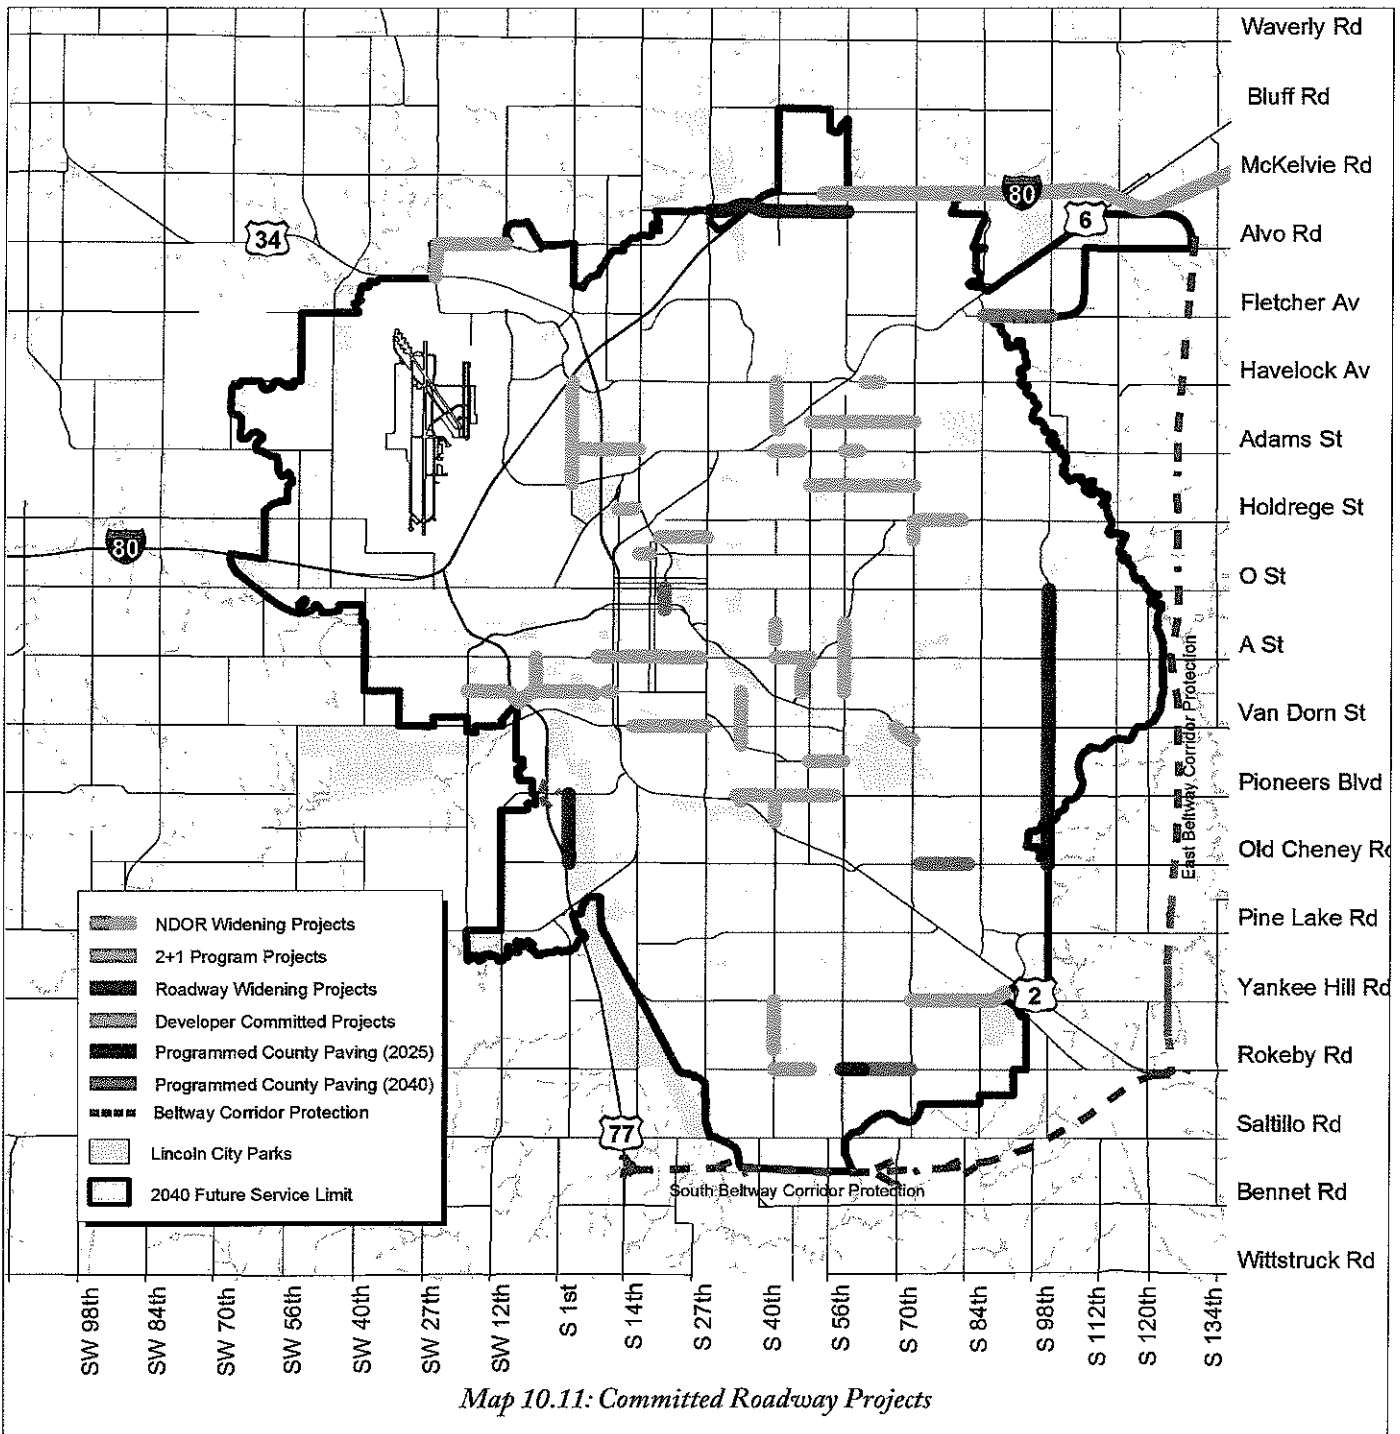 Waverly Rd
Bluff Rd
McKelvie Rd
80
6
34
Alvo Rd
Fletcher Av
Havelock Av
Adams St
Holdrege St
80
O St
A St
East Beltway Corridor Protection
Van Dorn St
Pioneers Blvd
Old Cheney Rd
NDOR Widening Projects
2+1 Program Projects
Roadway Widening Projects
Developer Committed Projects
Programmed County Paving (2025)
Programmed County Paving (2040)
Beltway Corridor Protection
Lincoln City Parks
2040 Future Service Limit
Pine Lake Rd
2
Yankee Hill Rd
Rokeby Rd
77
Saltillo Rd
South Beltway Corridor Protection
Bennet Rd
Wittstruck Rd
SW 98th
SW 84th
SW 70th
SW 56th
SW 40th
SW 27th
SW 12th
S 1st
S 14th
S 27th
S 40th
S 56th
S 70th
S 84th
S 98th
S 112th
S 120th
S 134th
Map 10.11: Committed Roadway Projects